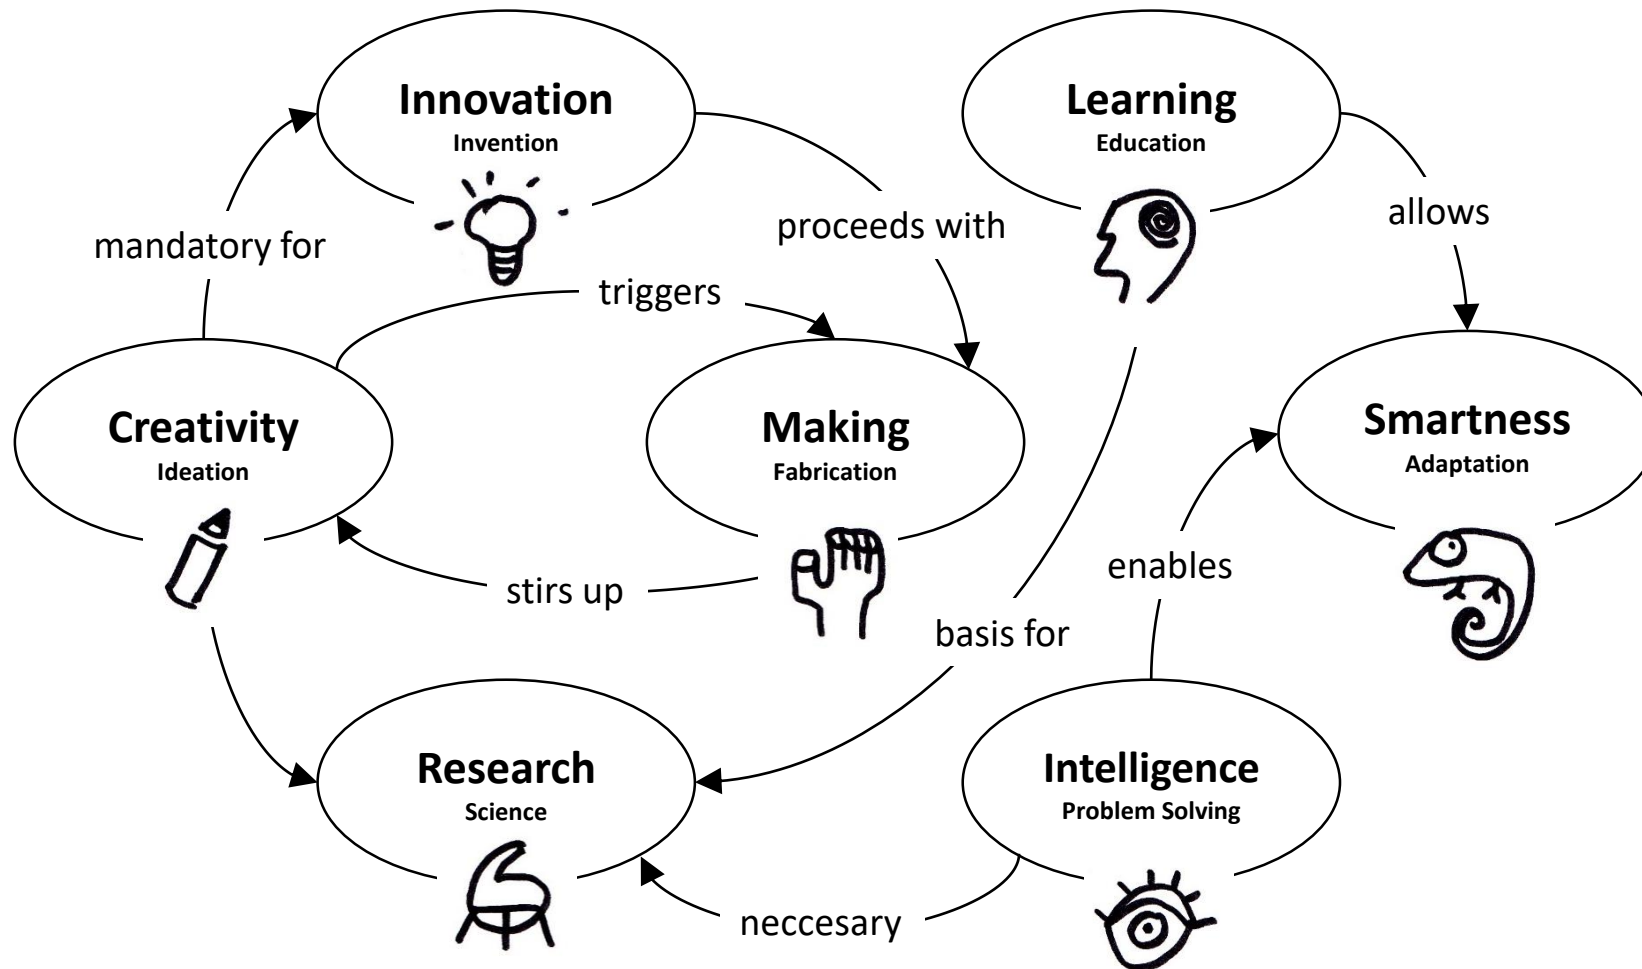 Innovation
Invention
Learning
Education
mandatory for
proceeds with
allows
triggers
Creativity
Ideation
Making
Fabrication
Smartness
Adaptation
stirs up
enables
basis for
Research
Science
Intelligence
Problem Solving
neccesary